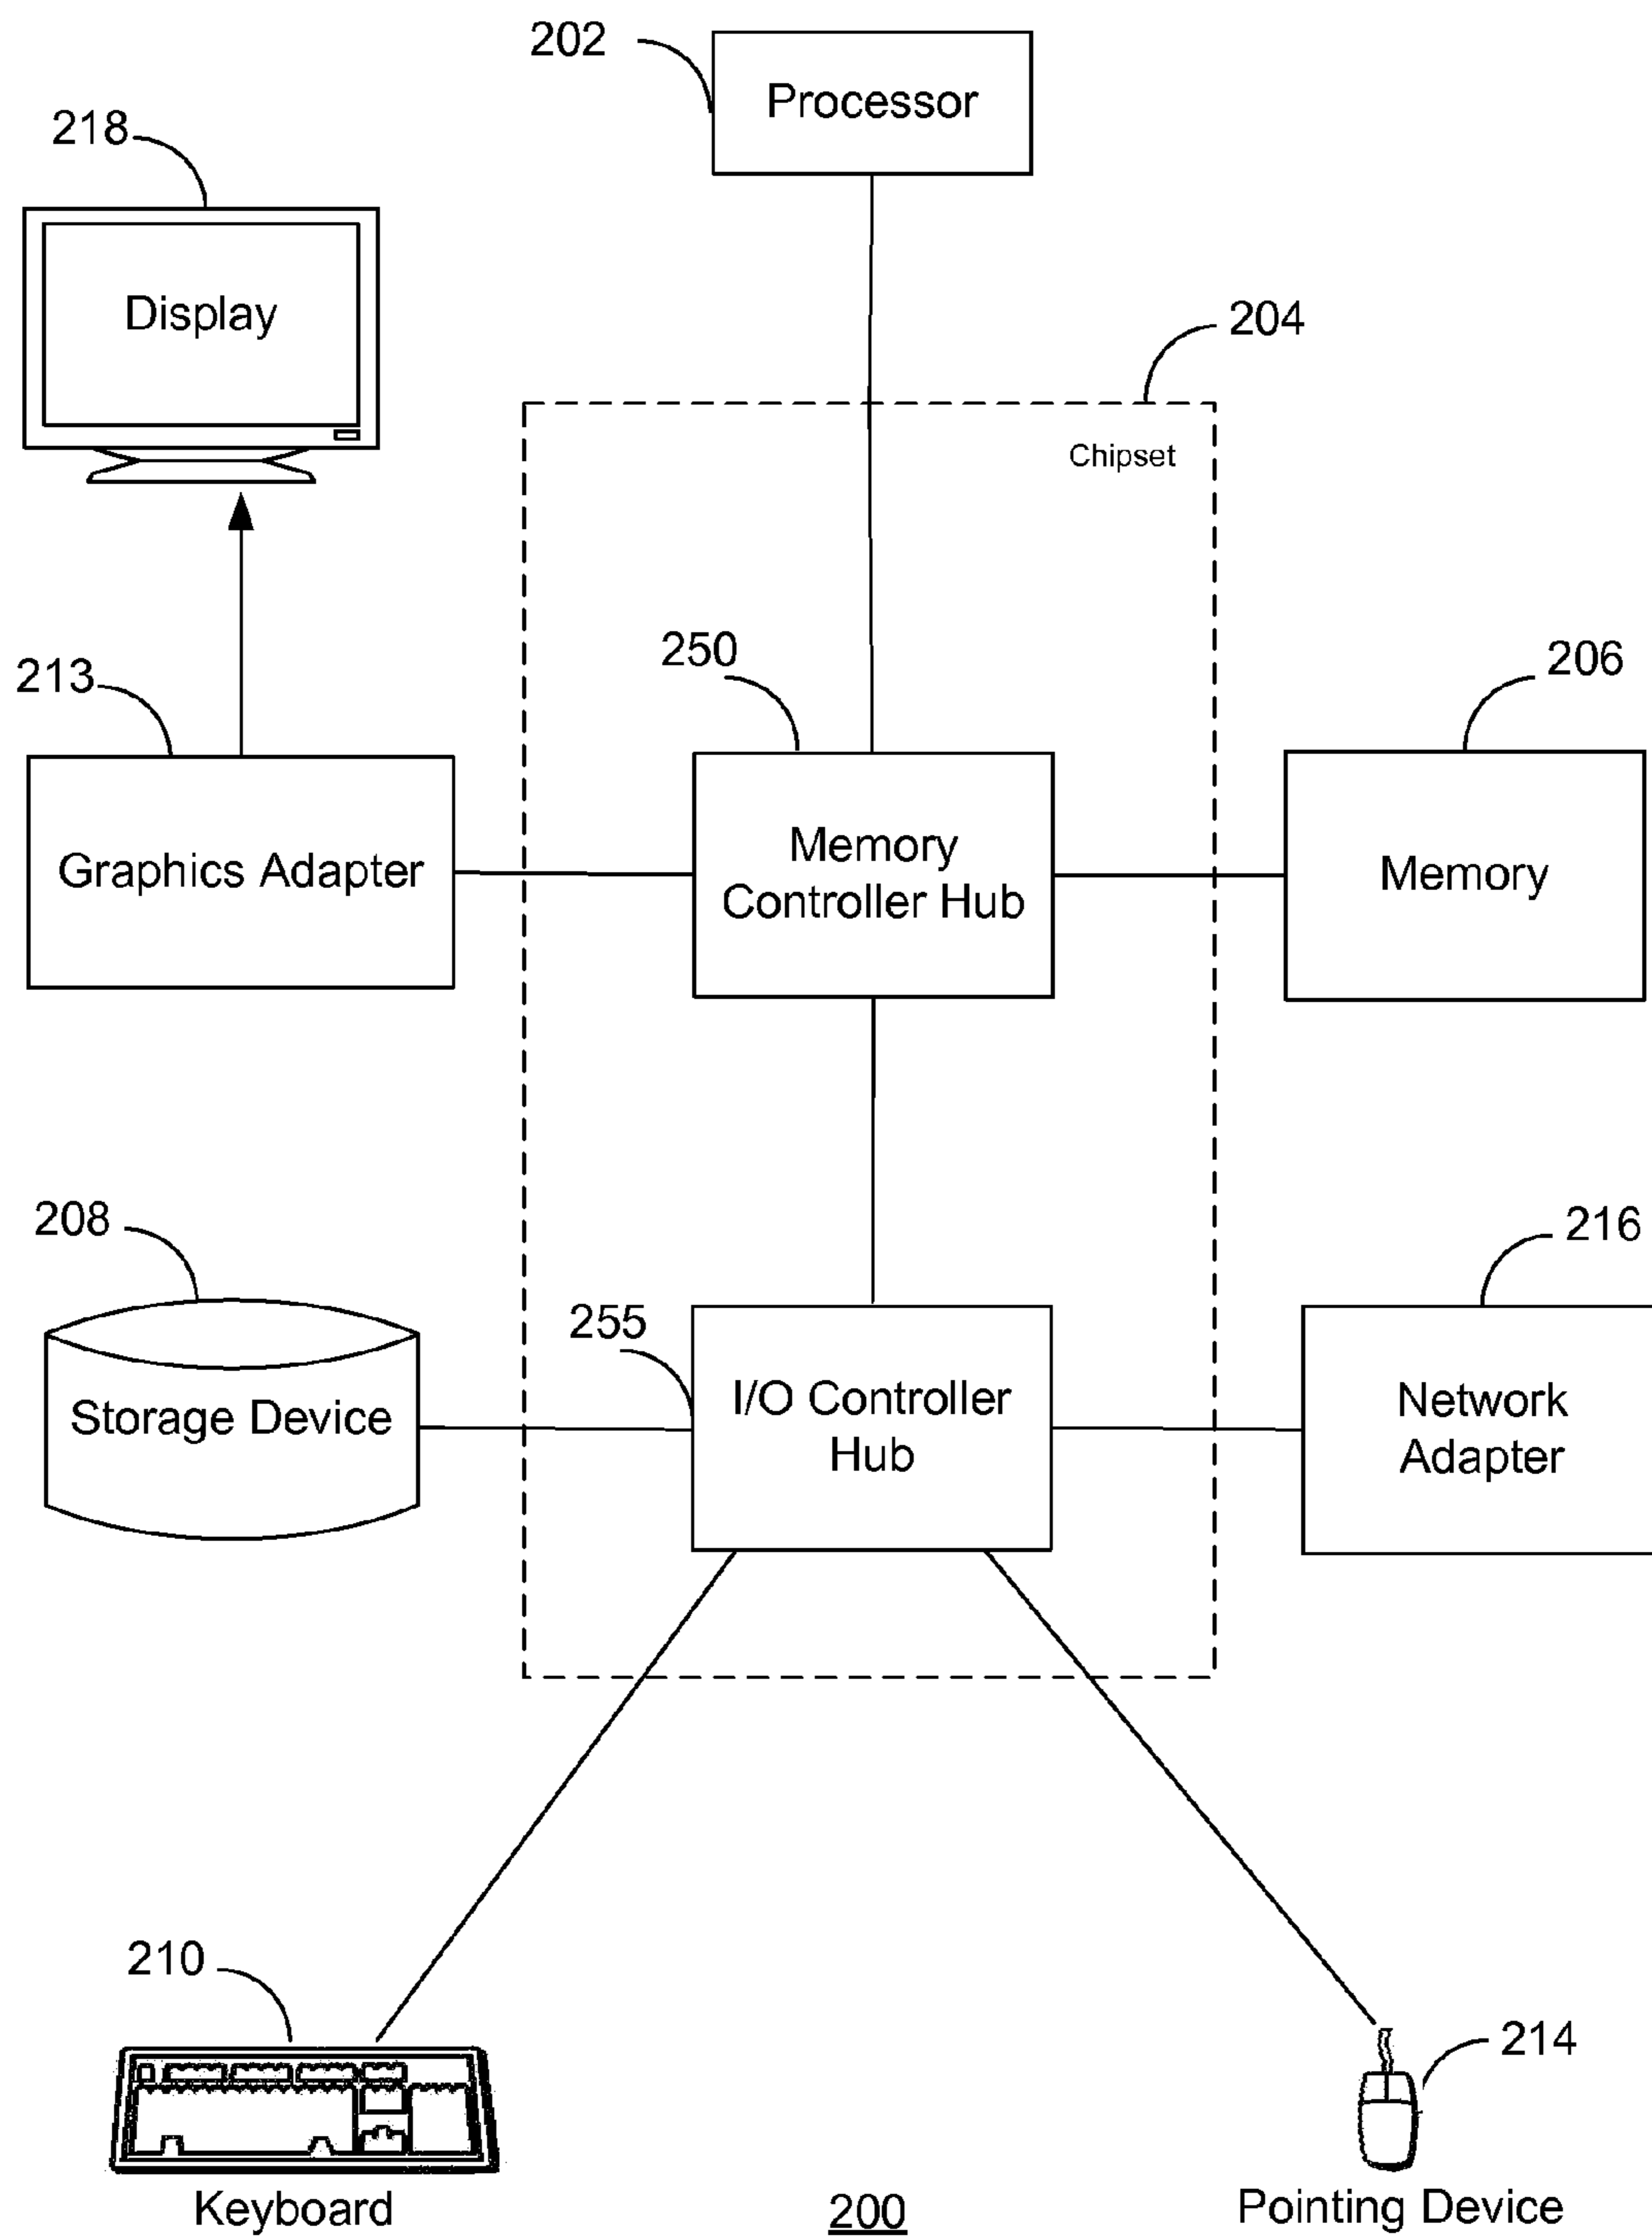 202
Processor
218
Display
204
Chipset
250
206
213
Memory
Controller Hub
Graphics Adapter
Memory
208
216
255
I/O Controller
Hub
Storage Device
Network
Adapter
210
214
Keyboard
200
Pointing Device